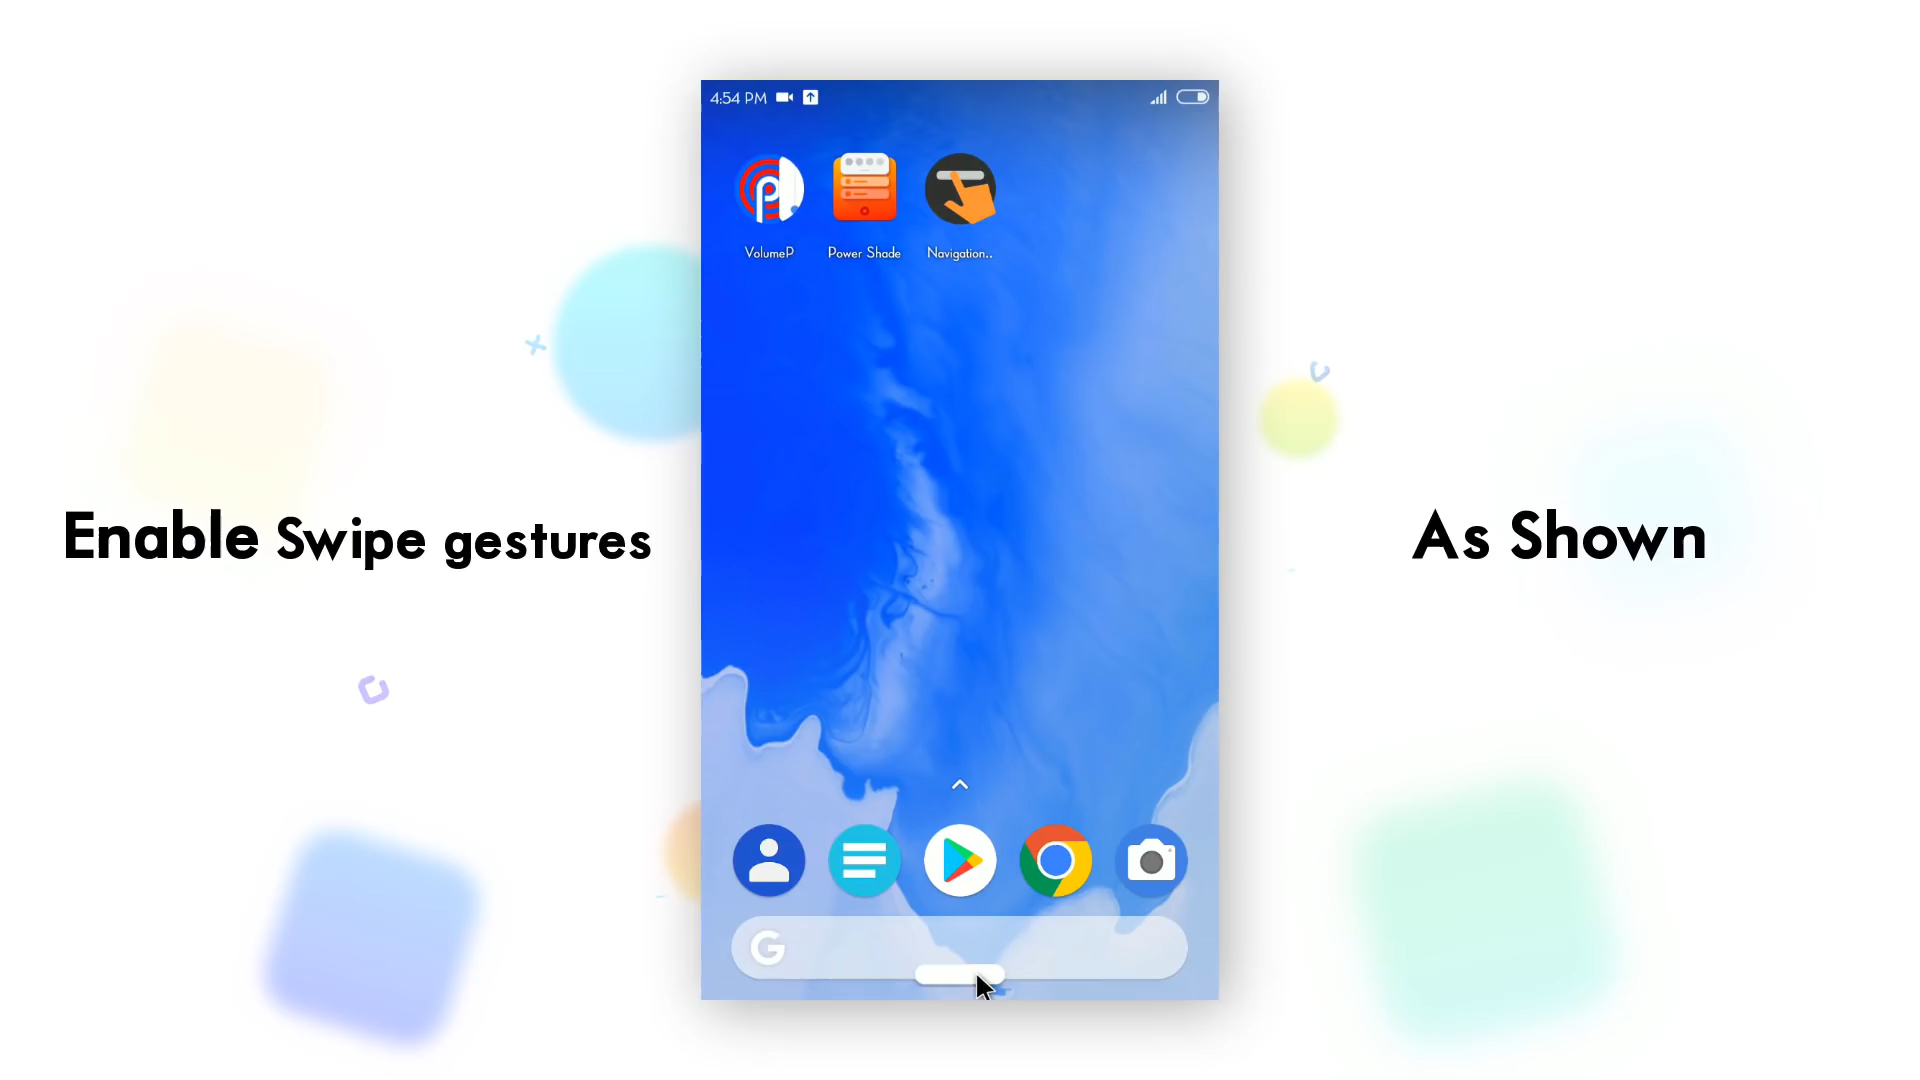 4:54 PM
VolumeP
Power Shade
Navigation..
Enable Swipe gestures
As Shown
G